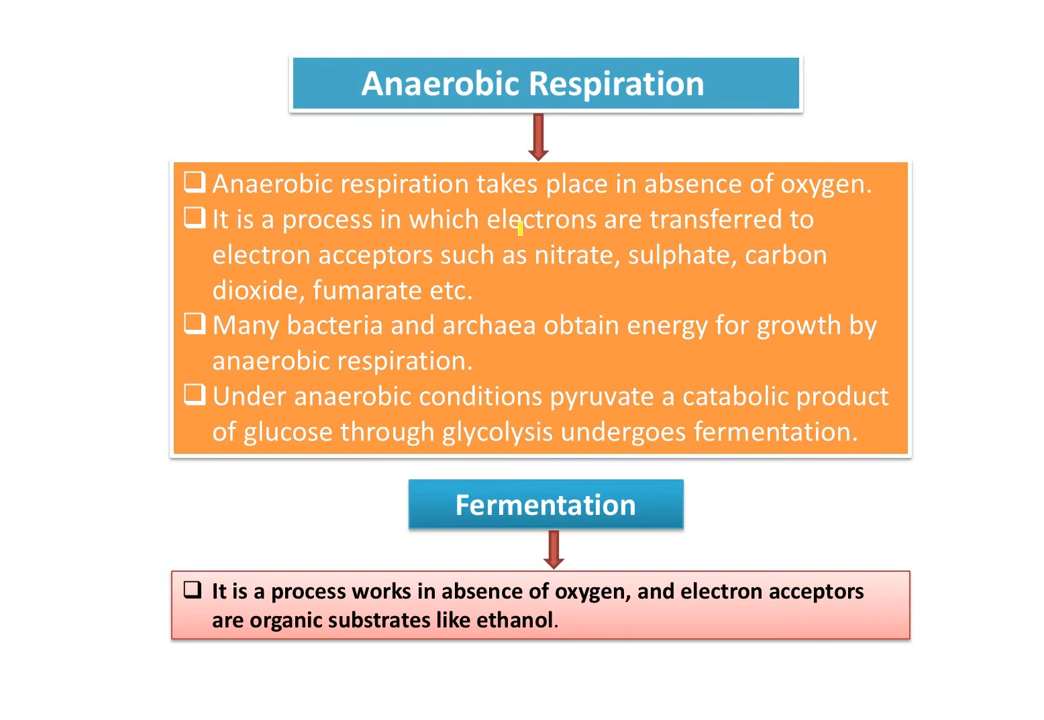 Anaerobic Respiration
❑ Anaerobic respiration takes place in absence of oxygen.
❑ It is a process in which electrons are transferred to
electron acceptors such as nitrate, sulphate, carbon
dioxide, fumarate etc.
❑ Many bacteria and archaea obtain energy for growth by
anaerobic respiration.
❑ Under anaerobic conditions pyruvate a catabolic product
of glucose through glycolysis undergoes fermentation.
Fermentation
❑ It is a process works in absence of oxygen, and electron acceptors
are organic substrates like ethanol.